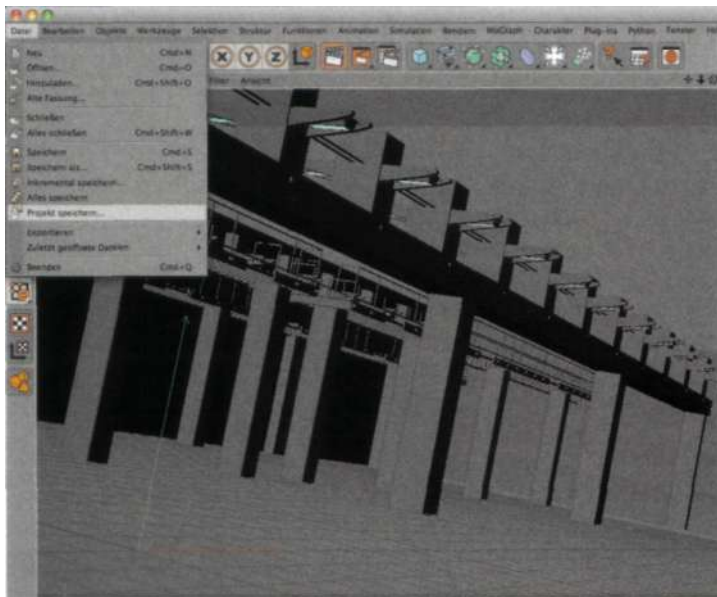 Datei Bearbeiten Objekte Werkzeuge Selektion Struktur Funktionen Animation Simulation Rendern MoGraph Charakter Plug-ins Python Fenster
Filter Ansicht
Neu Cmd+N
Öffnen... Cmd+O
Hinzuladen... Cmd+Shift+O
Alte Fassung...
Schließen
Alles schließen Cmd+Shift+W
Speichern Cmd+S
Speichern als... Cmd+Shift+S
Inkremental speichern...
Alles speichern
Projekt speichern...
Exportieren
Zuletzt geöffnete Dateien
Beenden Cmd+Q
X Y Z